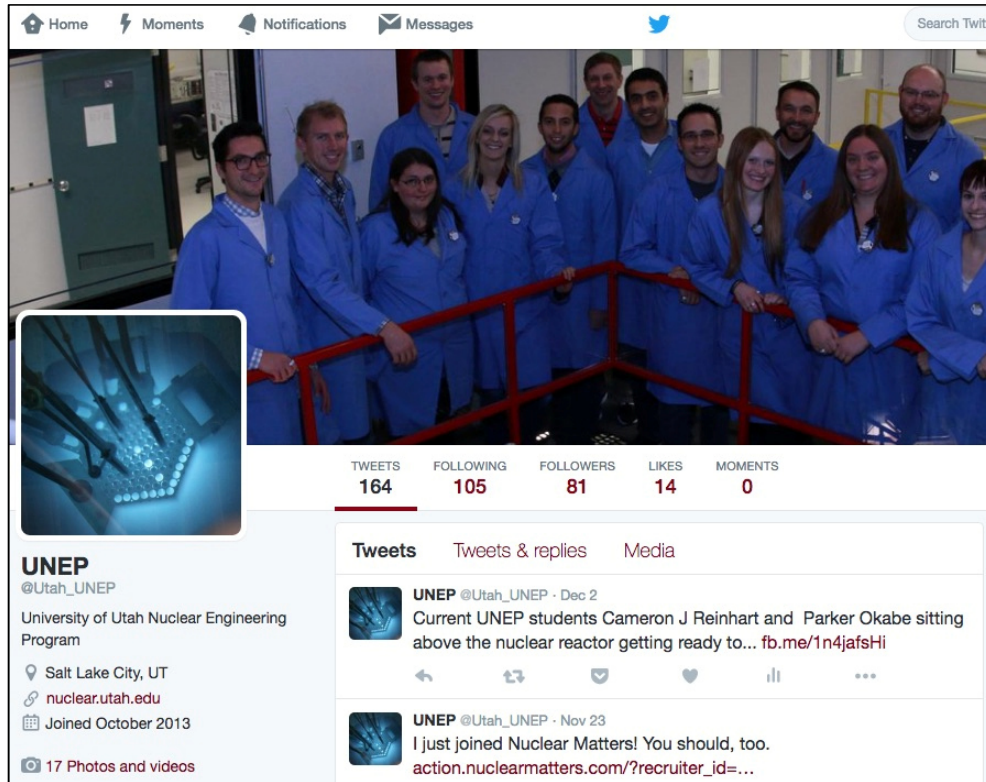 Home Moments Notifications Messages Search Twit
TWEETS FOLLOWING FOLLOWERS LIKES MOMENTS
164 105 81 14 0
UNEP
@Utah_UNEP
University of Utah Nuclear Engineering
Program
Salt Lake City, UT
nuclear.utah.edu
Joined October 2013
17 Photos and videos
Tweets Tweets & replies Media
UNEP @Utah_UNEP · Dec 2
Current UNEP students Cameron J Reinhart and Parker Okabe sitting
above the nuclear reactor getting ready to... fb.me/1n4jafsHi
UNEP @Utah_UNEP · Nov 23
I just joined Nuclear Matters! You should, too.
action.nuclearmatters.com/?recruiter_id=…